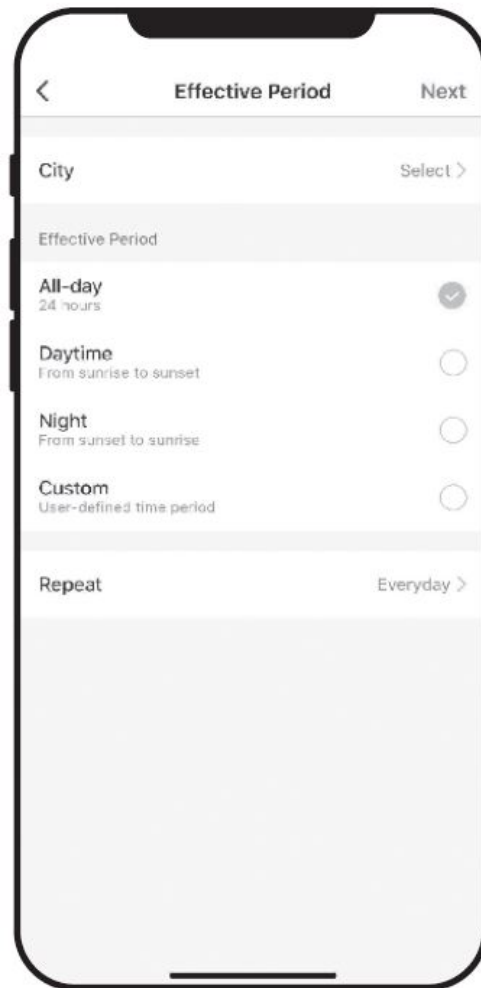 Effective Period
Next
City
Select
Effective Period
All-day
24 hours
Daytime
From sunrise to sunset
Night
From sunset to sunrise
Custom
User-defined time period
Repeat
Everyday